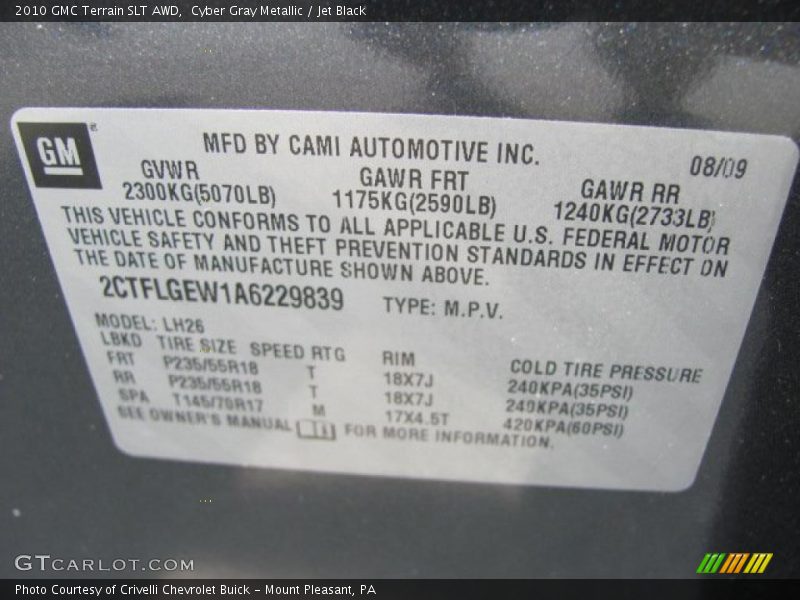 2010 GMC Terrain SLT AWD,  Cyber Gray Metallic / Jet Black
GM
MFD BY CAMI AUTOMOTIVE INC.
08/09
GVWR GAWR FRT GAWR RR
2300KG(5070LB) 1175KG(2590LB) 1240KG(2733LB)
THIS VEHICLE CONFORMS TO ALL APPLICABLE U.S. FEDERAL MOTOR
VEHICLE SAFETY AND THEFT PREVENTION STANDARDS IN EFFECT ON
THE DATE OF MANUFACTURE SHOWN ABOVE.
2CTFLGEW1A6229839 TYPE: M.P.V.
MODEL: LH26
LBKD TIRE SIZE SPEED RTG RIM COLD TIRE PRESSURE
FRT P235/55R18 T 18X7J 240KPA(35PSI)
RR P235/55R18 T 18X7J 240KPA(35PSI)
SPA T145/70R17 M 17X4.5T 420KPA(60PSI)
SEE OWNER'S MANUAL FOR MORE INFORMATION.
GTCARLOT.COM
Photo Courtesy of Crivelli Chevrolet Buick - Mount Pleasant, PA